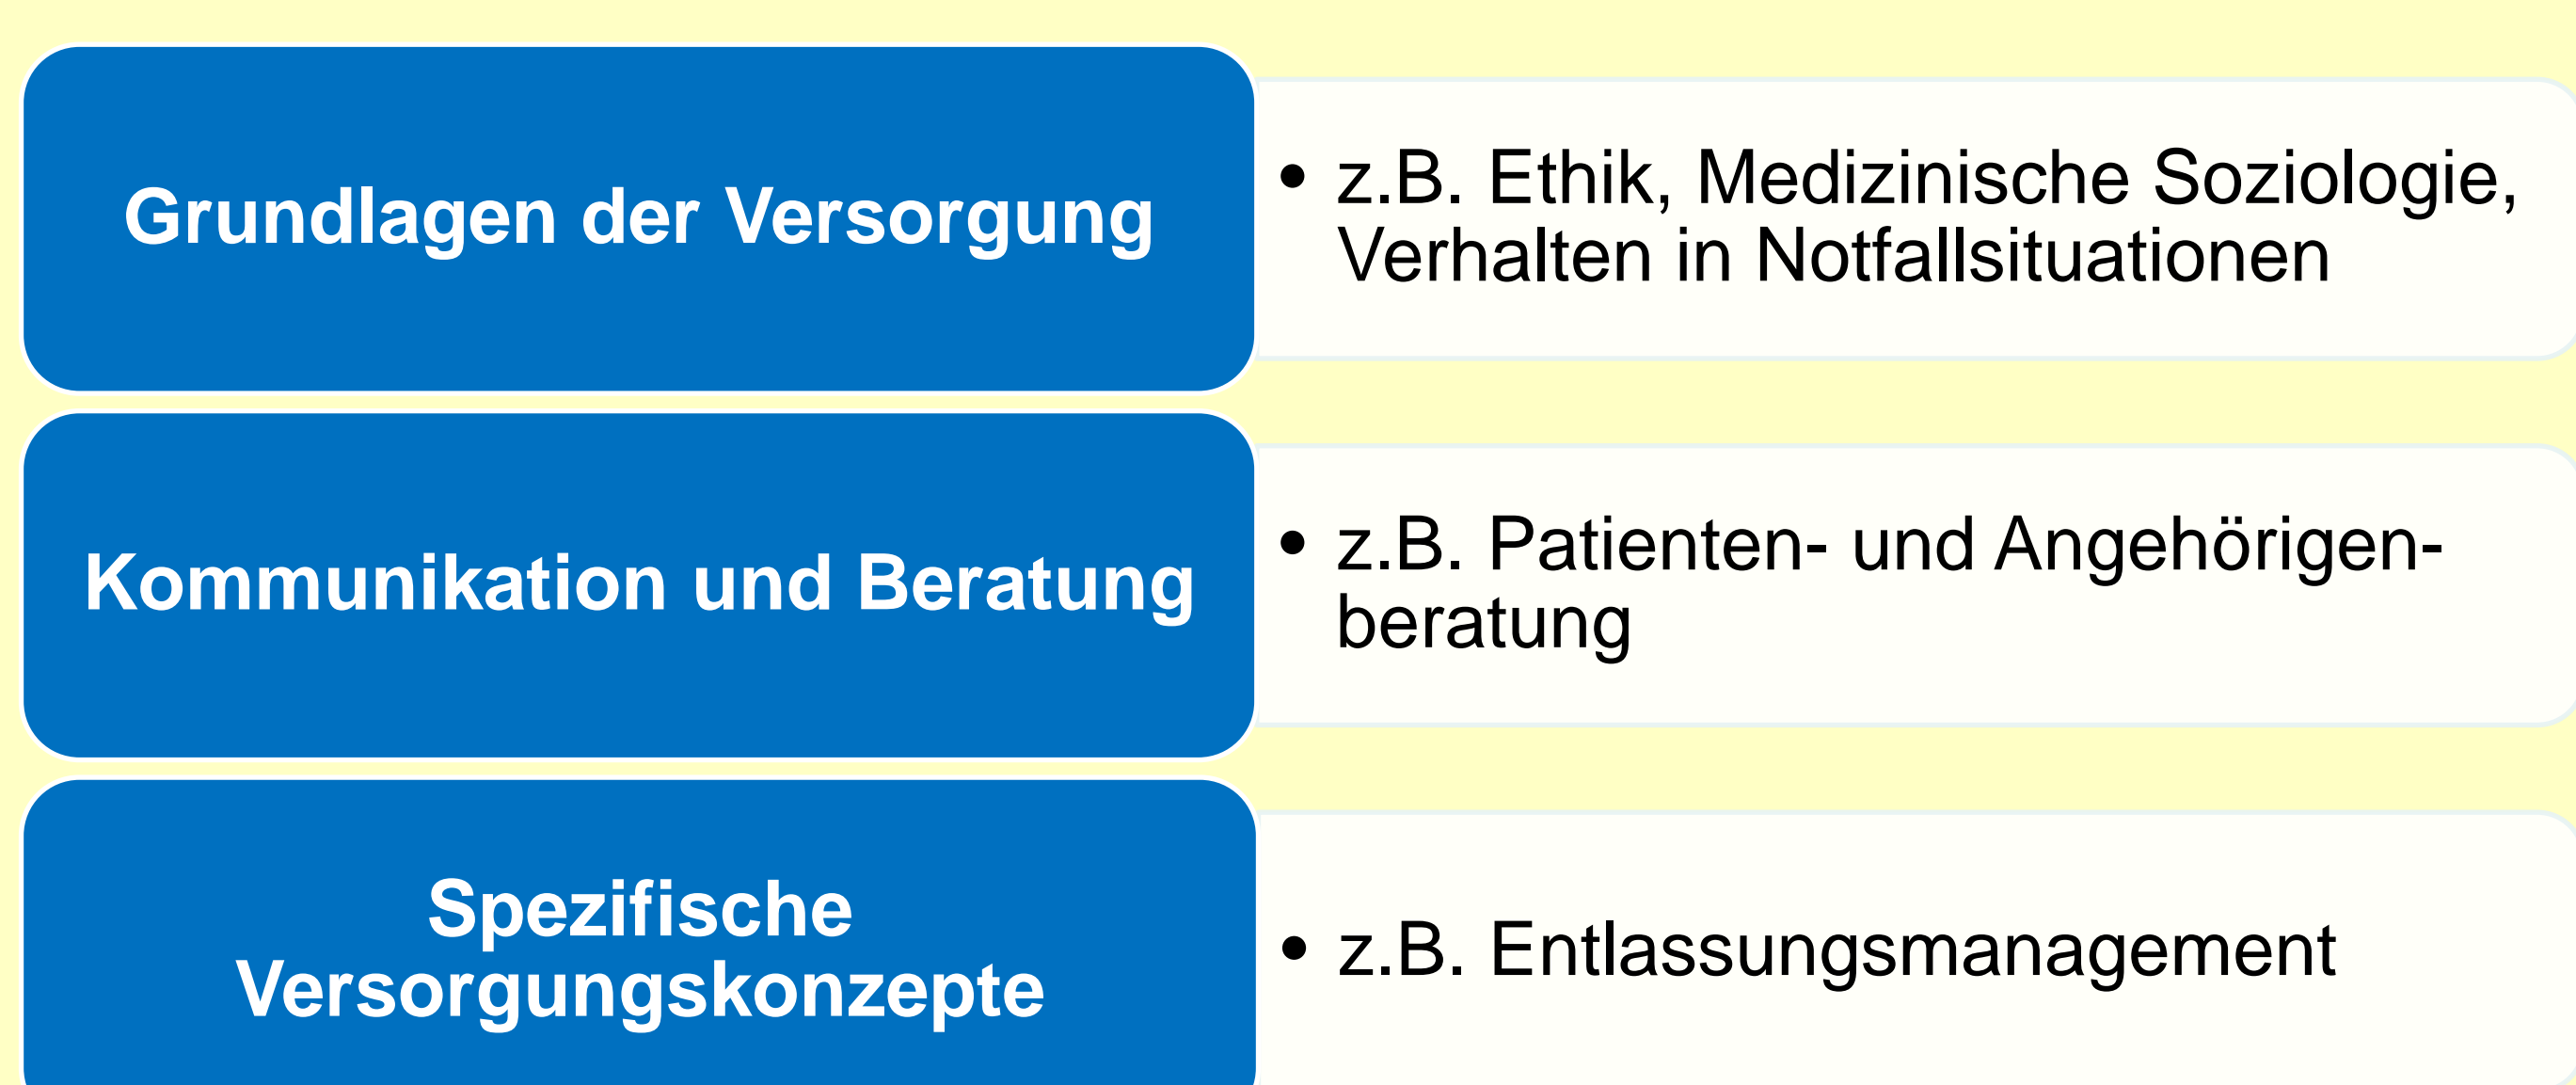 Grundlagen der Versorgung
• z.B. Ethik, Medizinische Soziologie,
Verhalten in Notfallsituationen
Kommunikation und Beratung
• z.B. Patienten- und Angehörigen-
beratung
Spezifische
Versorgungskonzepte
• z.B. Entlassungsmanagement